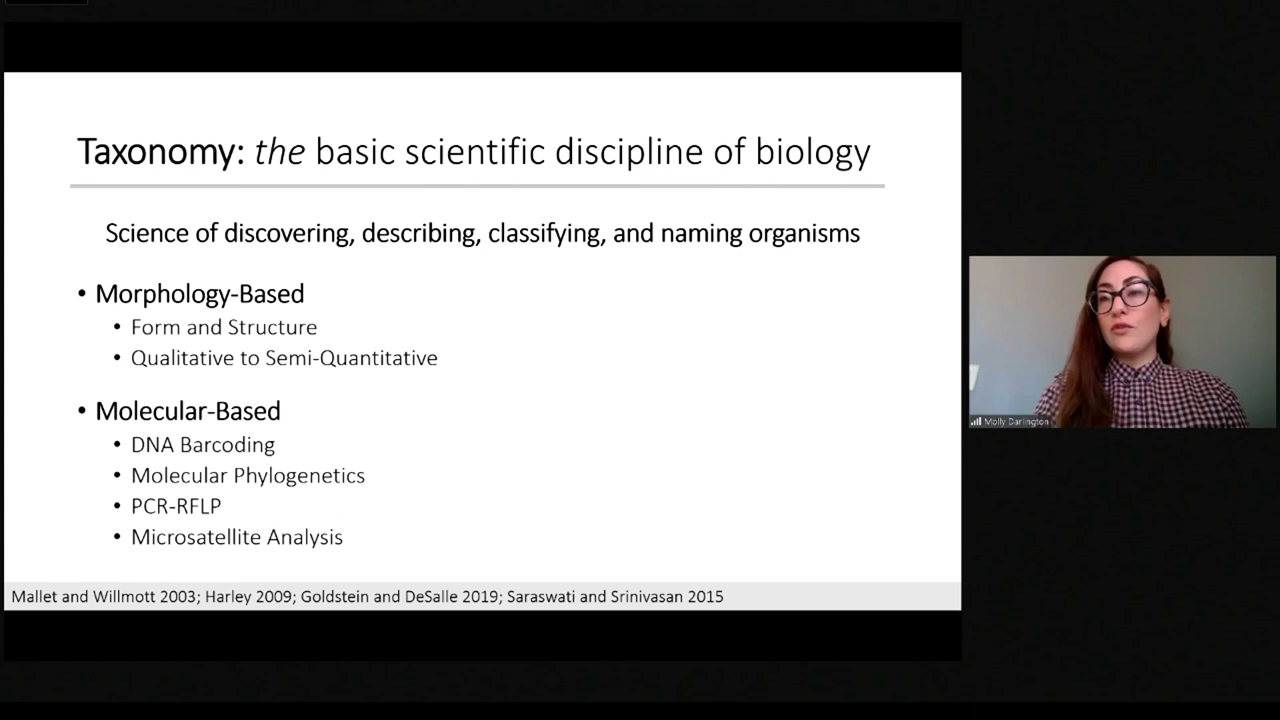 Taxonomy: the basic scientific discipline of biology
Science of discovering, describing, classifying, and naming organisms
• Morphology-Based
• Form and Structure
• Qualitative to Semi-Quantitative
• Molecular-Based
• DNA Barcoding
• Molecular Phylogenetics
• PCR-RFLP
• Microsatellite Analysis
Mallet and Willmott 2003; Harley 2009; Goldstein and DeSalle 2019; Saraswati and Srinivasan 2015
Molly Darlington